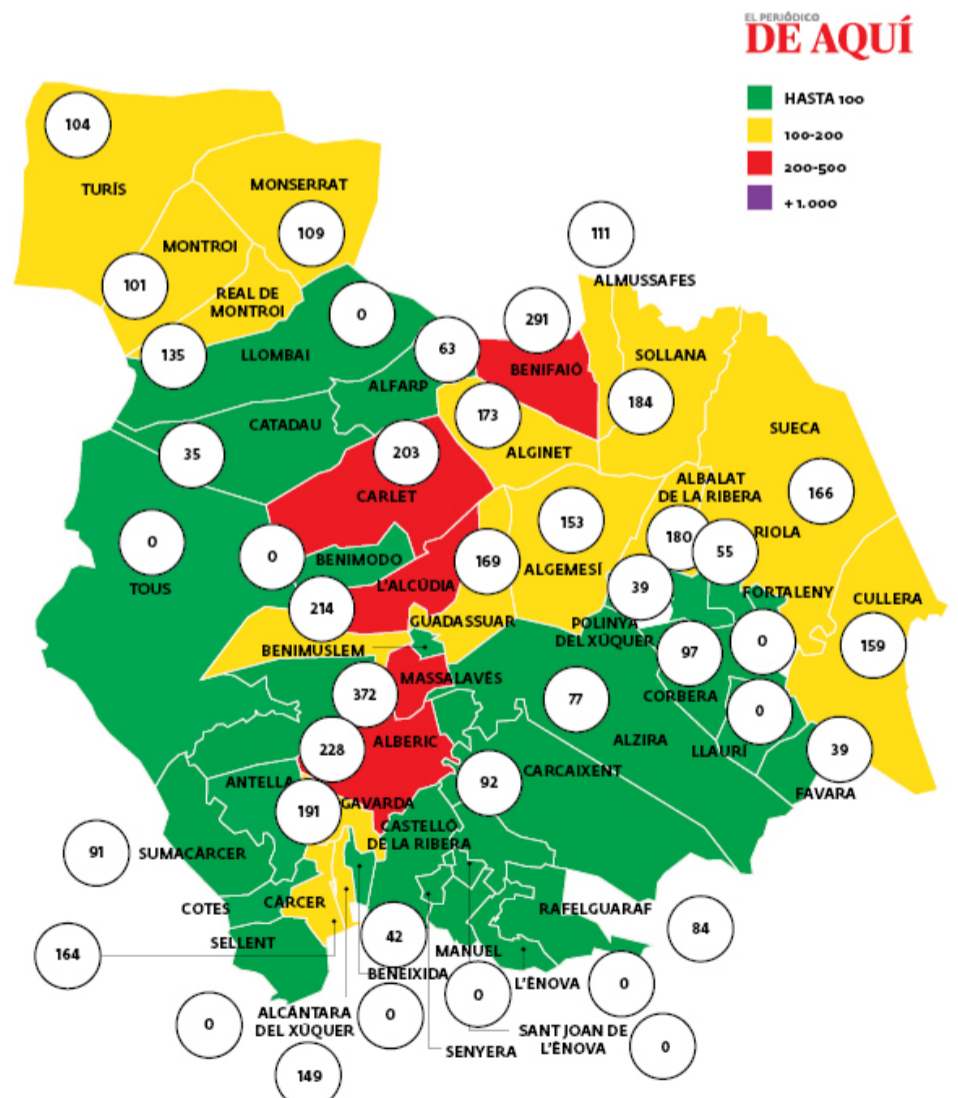 EL PERIÓDICO
DE AQUÍ
HASTA 100
100-200
200-500
+ 1.000
104
TURÍS
MONSERRAT
109
MONTROI
101
REAL DE
MONTROI
135
0
LLOMBAI
111
ALMUSSAFES
291
BENIFAIÓ
63
ALFARP
SOLLANA
184
173
ALGINET
CATADAU
35
203
CARLET
SUECA
166
ALBALAT
DE LA RIBERA
180
RIOLA
55
153
ALGEMESÍ
0
TOUS
0
BENIMODO
169
L'ALCÚDIA
214
GUADASSUAR
39
POLINYÀ
DEL XÚQUER
FORTALENY
0
CULLERA
159
BENIMUSLEM
97
CORBERA
MASSALAVÉS
372
77
ALZIRA
0
LLAURÍ
39
FAVARA
228
ALBERIC
92
CARCAIXENT
ANTELLA
191
GAVARDA
CASTELLÓ
DE LA RIBERA
91
SUMACÀRCER
COTES
CÀRCER
RAFELGUARAF
84
SELLENT
164
42
MANUEL
BENEIXIDA
L'ÈNOVA
0
0
0
0
ALCÀNTARA
DEL XÚQUER
SANT JOAN DE
L'ÈNOVA
0
SENYERA
149